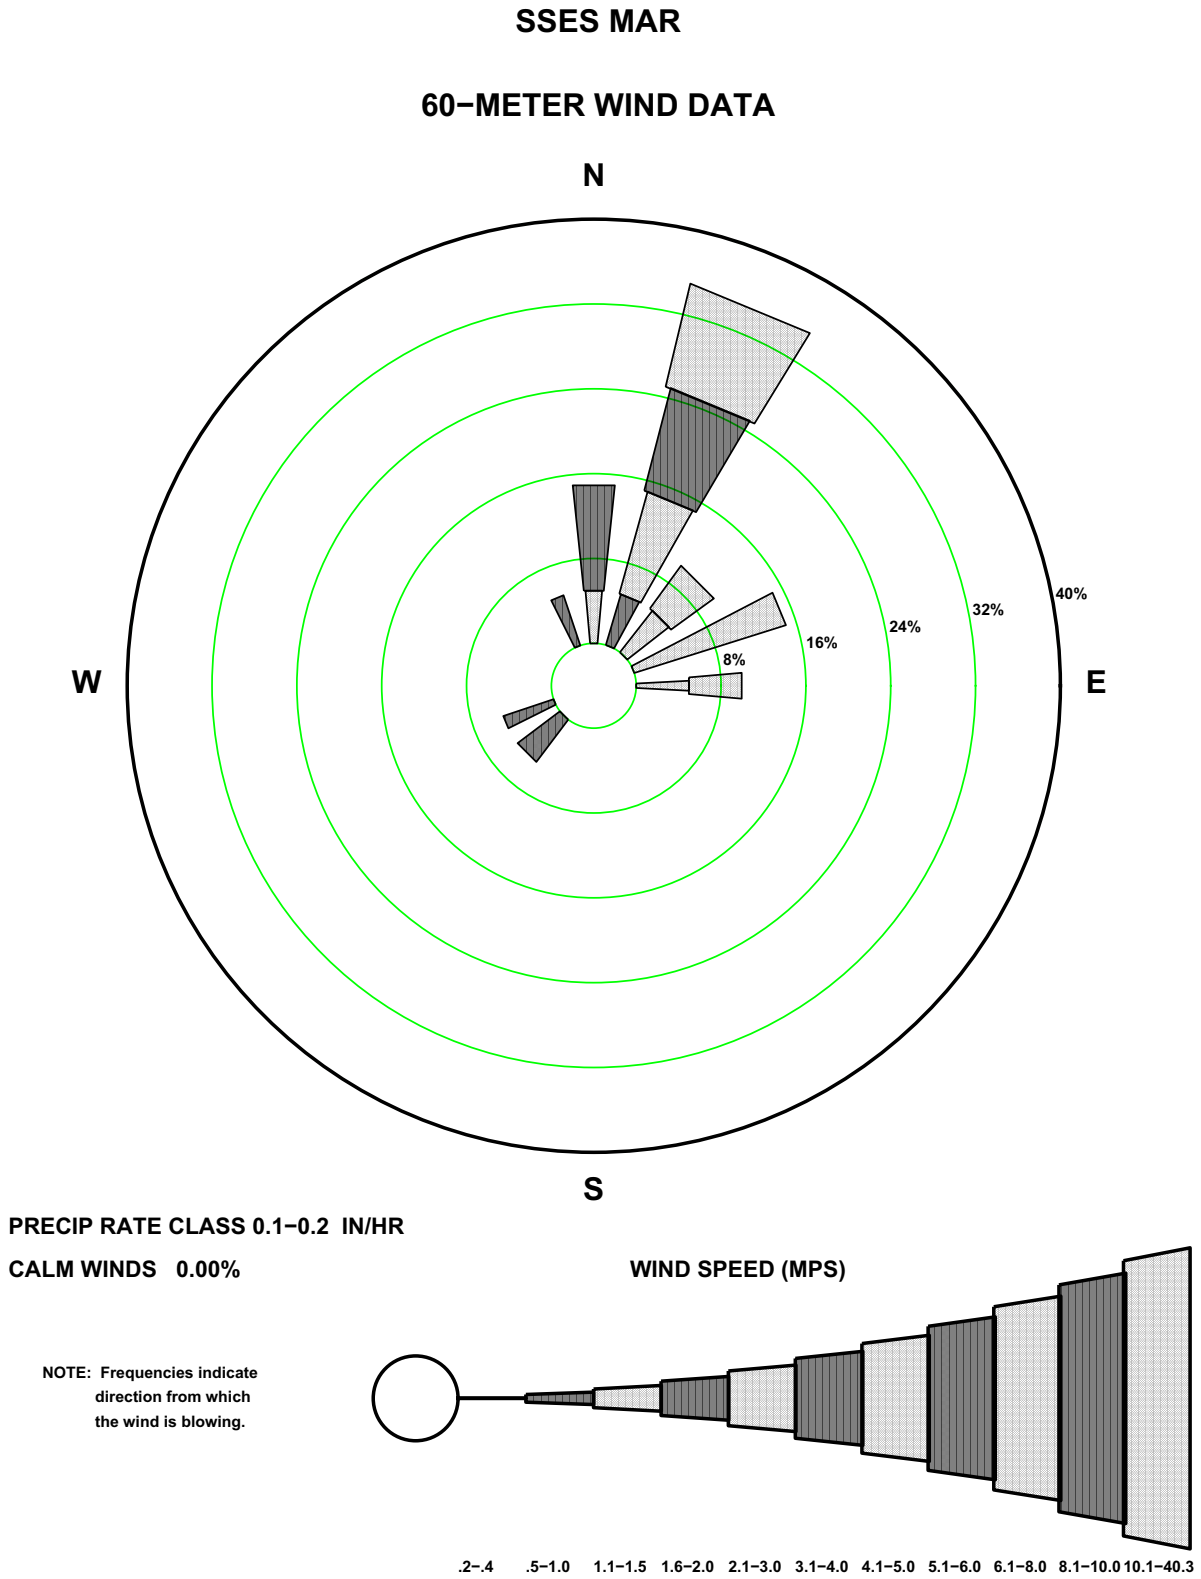 SSES MAR
60−METER WIND DATA
N
40%
32%
24%
16%
8%
W
E
S
PRECIP RATE CLASS 0.1−0.2  IN/HR
CALM WINDS   0.00%
WIND SPEED (MPS)
NOTE:  Frequencies indicate
direction from which
the wind is blowing.
.2−.4 .5−1.0 1.1−1.5 1.6−2.0 2.1−3.0 3.1−4.0 4.1−5.0 5.1−6.0 6.1−8.0 8.1−10.0 10.1−40.3